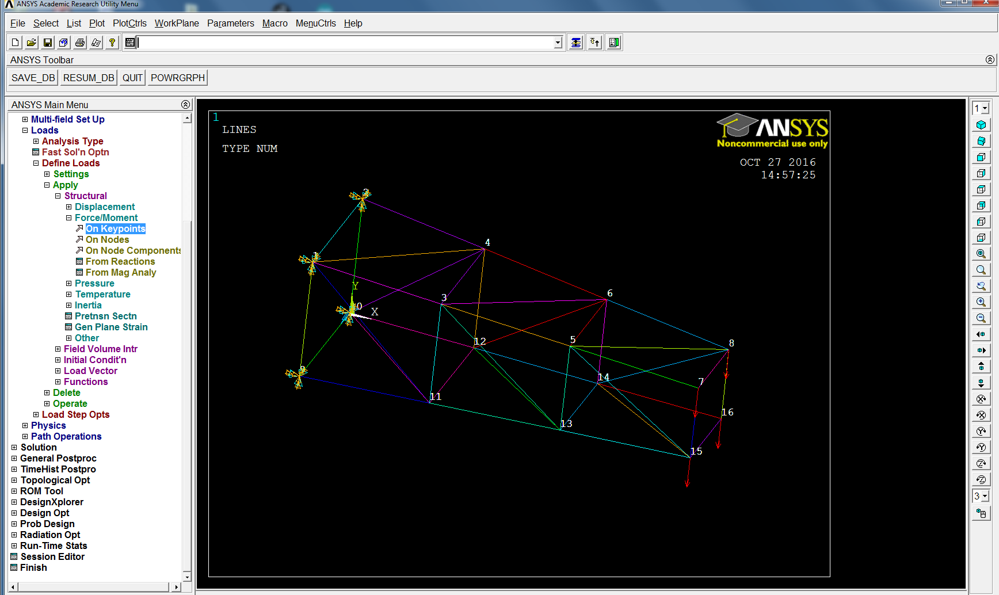 ANSYS Academic Research Utility Menu
File Select List Plot PlotCtrls WorkPlane Parameters Macro MenuCtrls Help
ANSYS Toolbar
SAVE_DB RESUM_DB QUIT POWRGRPH
ANSYS Main Menu
Multi-field Set Up
Loads
Analysis Type
Fast Sol'n Optn
Define Loads
Settings
Apply
Structural
Displacement
Force/Moment
On Keypoints
On Nodes
On Node Components
From Reactions
From Mag Analy
Pressure
Temperature
Inertia
Pretnsn Sectn
Gen Plane Strain
Other
Field Volume Intr
Initial Condit'n
Load Vector
Functions
Delete
Operate
Load Step Opts
Physics
Path Operations
Solution
General Postproc
TimeHist Postpro
Topological Opt
ROM Tool
DesignXplorer
Design Opt
Prob Design
Radiation Opt
Run-Time Stats
Session Editor
Finish
1
LINES
TYPE NUM
ANSYS
Noncommercial use only
OCT 27 2016
14:57:25
4
6
3
Y
X
12
5
8
14
7
11
16
13
15
1
3